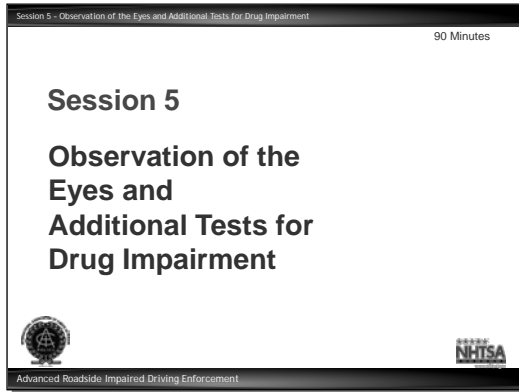 Session 5 - Observation of the Eyes and Additional Tests for Drug Impairment
90 Minutes
Session 5
Observation of the
Eyes and
Additional Tests for
Drug Impairment
NHTSA
Advanced Roadside Impaired Driving Enforcement